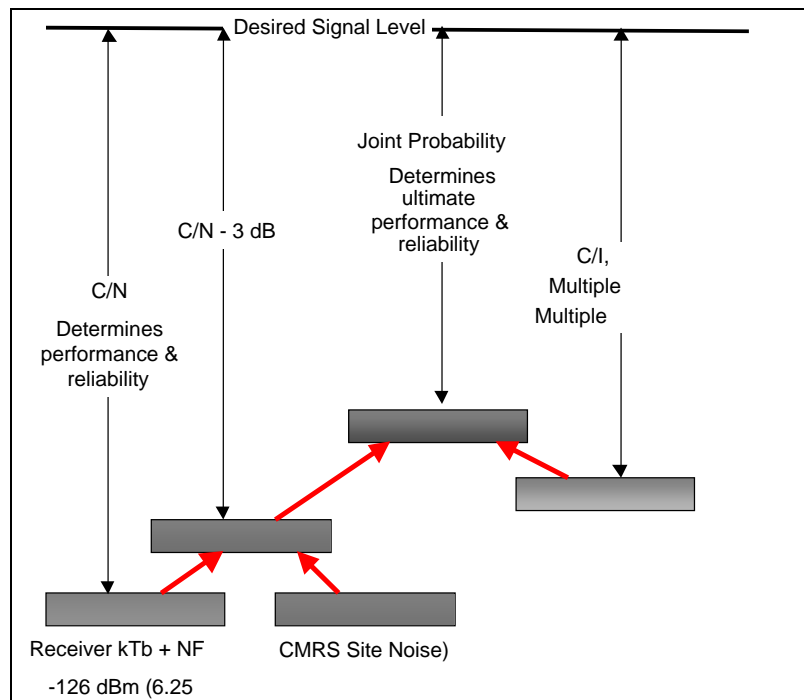 Desired Signal Level
Joint Probability
Determines
ultimate
performance &
reliability
C/N - 3 dB
C/I,
Multiple
Multiple
C/N
Determines
performance &
reliability
Receiver kTb + NF
-126 dBm (6.25
CMRS Site Noise)